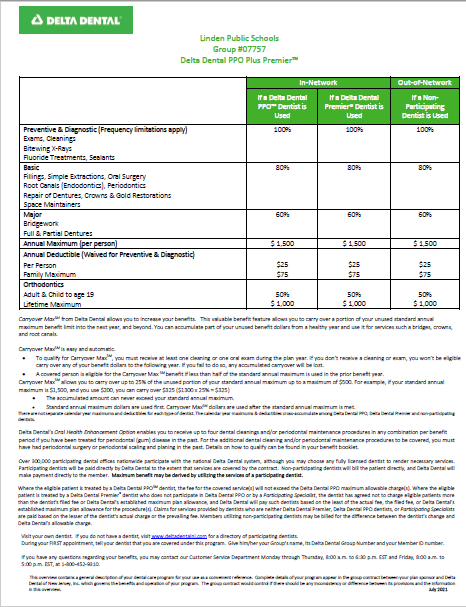 DELTA DENTAL
Linden Public Schools
Group #07757
Delta Dental PPO Plus Premier™
In-Network Out-of-Network
If a Delta Dental PPO™ Dentist is Used If a Delta Dental Premier® Dentist is Used If a Non-Participating Dentist is Used
Preventive & Diagnostic (Frequency limitations apply) 100% 100% 100%
Exams, Cleanings
Bitewing X-Rays
Fluoride Treatments, Sealants
Basic 80% 80% 80%
Fillings, Simple Extractions, Oral Surgery
Root Canals (Endodontics), Periodontics
Repair of Dentures, Crowns & Gold Restorations
Space Maintainers
Major 60% 60% 60%
Bridgework
Full & Partial Dentures
Annual Maximum (per person) $ 1,500 $ 1,500 $ 1,500
Annual Deductible (Waived for Preventive & Diagnostic)
Per Person $25 $25 $25
Family Maximum $75 $75 $75
Orthodontics
Adult & Child to age 19 50% 50% 50%
Lifetime Maximum $ 1,000 $ 1,000 $ 1,000
Carryover Max℠ from Delta Dental allows you to increase your benefits. This valuable feature allows you to carry over a portion of your unused standard annual
maximum benefit limit into the next year, and beyond. You can accumulate part of your unused benefit dollars from a healthy year and use it for services such a bridges, crowns,
and root canals.
Carryover Max℠ is easy and automatic.
• To qualify for Carryover Max℠, you must receive at least one cleaning or one oral exam during the plan year. If you don't receive a cleaning or exam, you won't be eligible
carry over any of your benefit dollars to the following year. If you fail to do so, any accumulated carryover will be lost.
• A covered person is eligible for the Carryover Max℠ benefit if less than half of the standard annual maximum is used in the prior benefit year.
Carryover Max℠ allows you to carry over up to 25% of the unused portion of your standard annual maximum up to a maximum of $500. For example, if your standard annual
maximum is $1,500, and you use $200, you can carry over $325 ($1300 x 25% = $325)
• The accumulated amount can never exceed your standard annual maximum.
• Standard annual maximum dollars are used first. Carryover Max℠ dollars are used after the standard annual maximum is met.
There are not separate calendar year maximums and deductibles for each type of dentist. The calendar year maximums & deductibles cross-accumulate among Delta Dental PPO, Delta Dental Premier and non-participating
dentists.
Delta Dental's Oral Health Enhancement Option enables you to receive up to four dental cleanings and/or periodontal maintenance procedures in any combination per benefit
period if you have been treated for periodontal (gum) disease in the past. For the additional dental cleaning and/or periodontal maintenance procedures to be covered, you must
have had periodontal surgery or periodontal scaling and planing in the past. Details on how to qualify can be found in your benefit booklet.
Over 300,000 participating dental offices nationwide participate with the national Delta Dental system, although you may choose any fully licensed dentist to render necessary services.
Participating dentists will be paid directly by Delta Dental to the extent that services are covered by the contract. Non-participating dentists will bill the patient directly, and Delta Dental will
make payment directly to the member. Maximum benefit may be derived by utilizing the services of a participating dentist.
Where the eligible patient is treated by a Delta Dental PPO℠ dentist, the fee for the covered service(s) will not exceed the Delta Dental PPO maximum allowable charge(s). Where the eligible
patient is treated by a Delta Dental Premier® dentist who does not participate in Delta Dental PPO or by a Participating Specialist, the dentist has agreed not to charge eligible patients more
than the dentist's filed fee or Delta Dental's established maximum plan allowance, and Delta Dental will pay such dentists based on the least of the actual fee, the filed fee, or Delta Dental's
established maximum plan allowance for the procedure(s). Claims for services provided by dentists who are neither Delta Dental Premier, Delta Dental PPO dentists, or Participating Specialists
are paid based on the lesser of the dentist's actual charge or the prevailing fee. Members utilizing non-participating dentists may be billed for the difference between the dentist's charge and
Delta Dental's allowable charge.
Visit your own dentist. If you do not have a dentist, visit www.deltadentalnj.com for a directory of participating dentists.
During your FIRST appointment, tell your dentist that you are covered under this program. Give him/her your Group's name, its Delta Dental Group Number and your Member ID number.
If you have any questions regarding your benefits, you may contact our Customer Service Department Monday through Thursday, 8:00 a.m. to 6:30 p.m. EST and Friday, 8:00 a.m. to
5:00 p.m. EST, at 1-800-452-9310.
This overview contains a general description of your dental care program for your use as a convenient reference. Complete details of your program appear in the group contract between your plan sponsor and Delta
Dental of New Jersey, Inc. which governs the benefits and operation of your program. The group contract would control if there should be any inconsistency or difference between its provisions and the information
in this overview.
July 2021